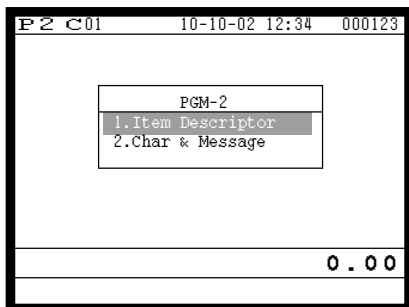 P2 C01 10-10-02 12:34 000123
PGM-2
1.Item Descriptor
2.Char & Message
0.00